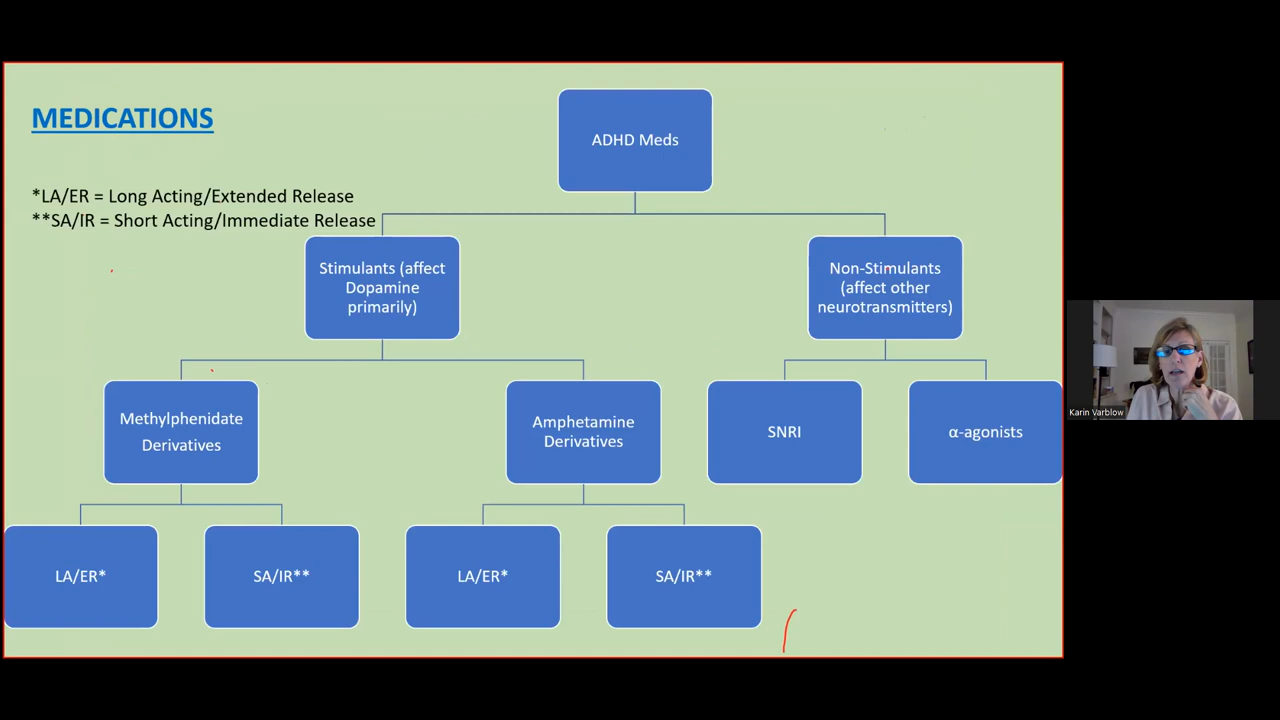 MEDICATIONS
*LA/ER = Long Acting/Extended Release
**SA/IR = Short Acting/Immediate Release
ADHD Meds
Stimulants (affect
Dopamine
primarily)
Non-Stimulants
(affect other
neurotransmitters)
Methylphenidate
Derivatives
Amphetamine
Derivatives
SNRI
α-agonists
LA/ER*
SA/IR**
LA/ER*
SA/IR**
Karin Varblow